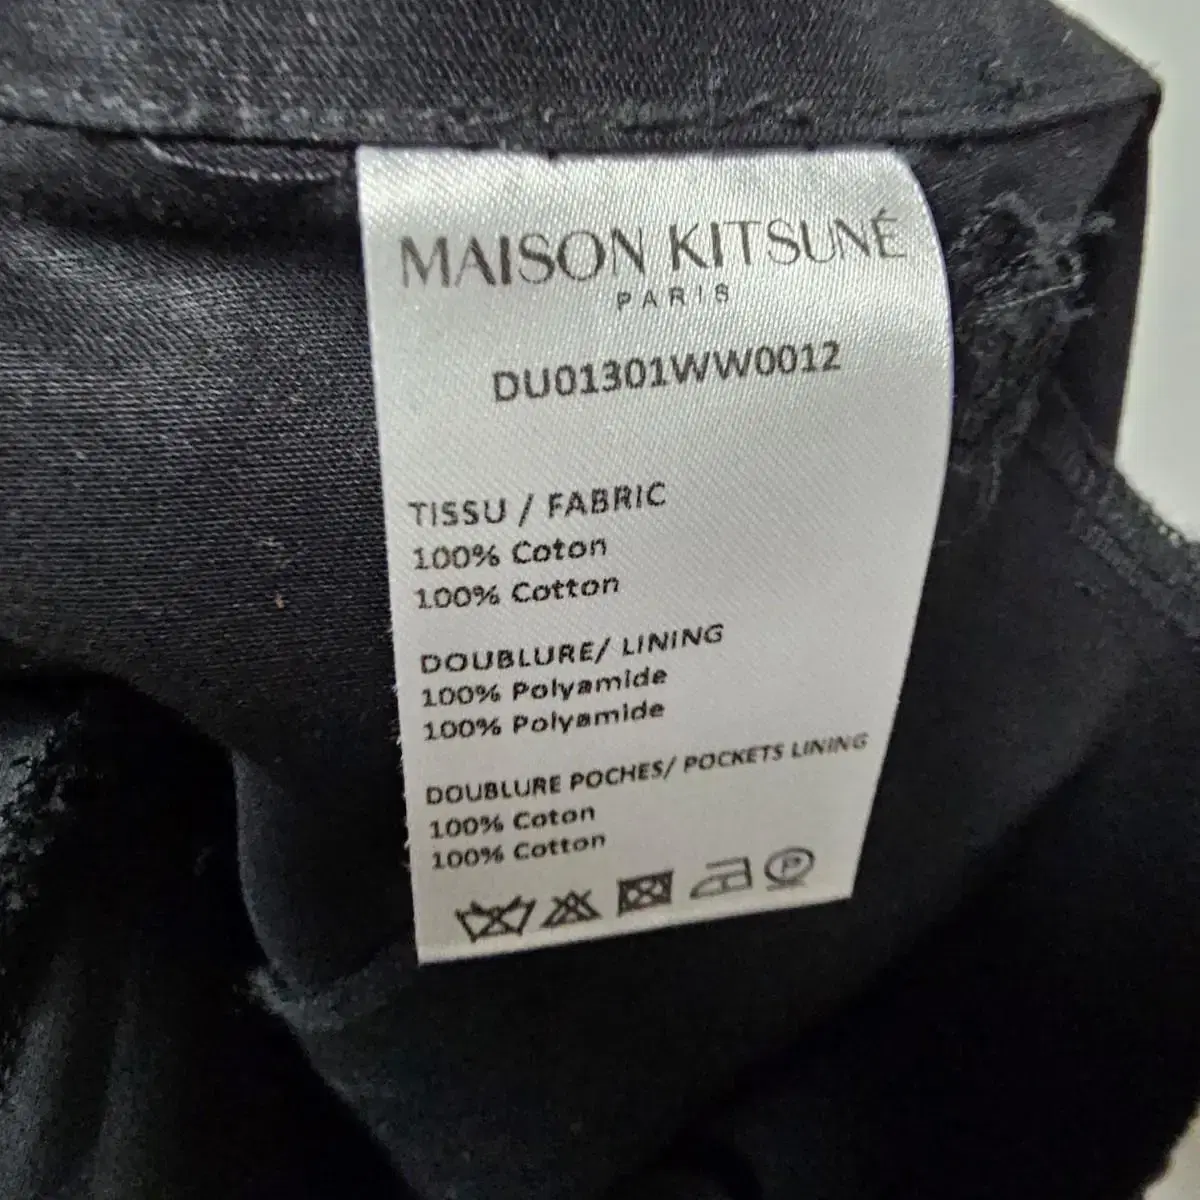 MAISON KITSUNÉ
PARIS
DU01301WW0012
TISSU / FABRIC
100% Coton
100% Cotton
DOUBLURE/ LINING
100% Polyamide
100% Polyamide
DOUBLURE POCHES/ POCKETS LINING
100% Coton
100% Cotton
P